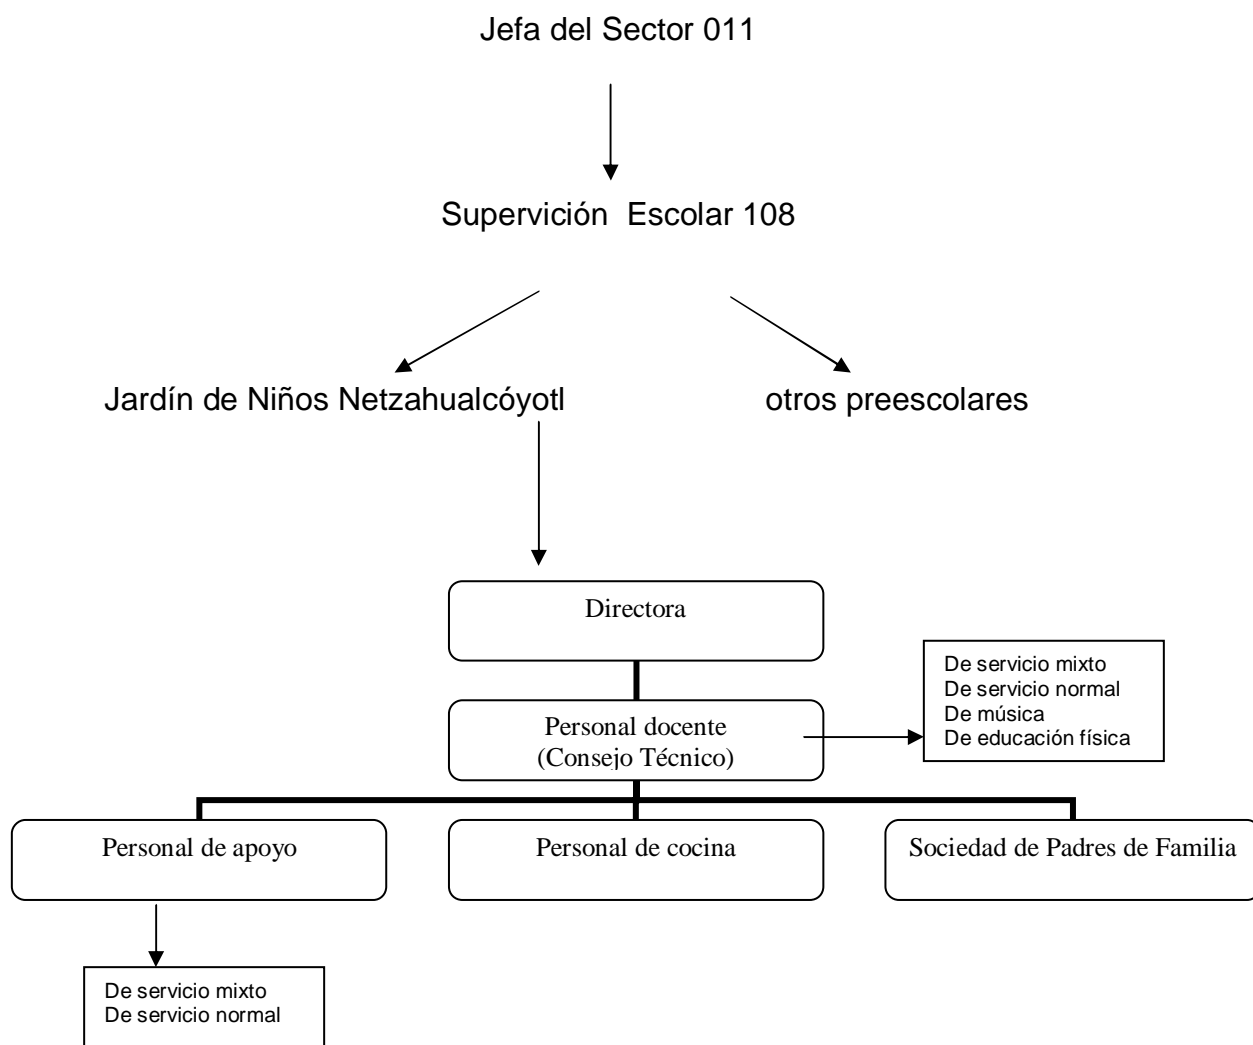 Jefa del Sector 011
Supervición  Escolar 108
Jardín de Niños Netzahualcóyotl
otros preescolares
Directora
Personal docente
(Consejo Técnico)
De servicio mixto
De servicio normal
De música
De educación física
Personal de apoyo
Personal de cocina
Sociedad de Padres de Familia
De servicio mixto
De servicio normal